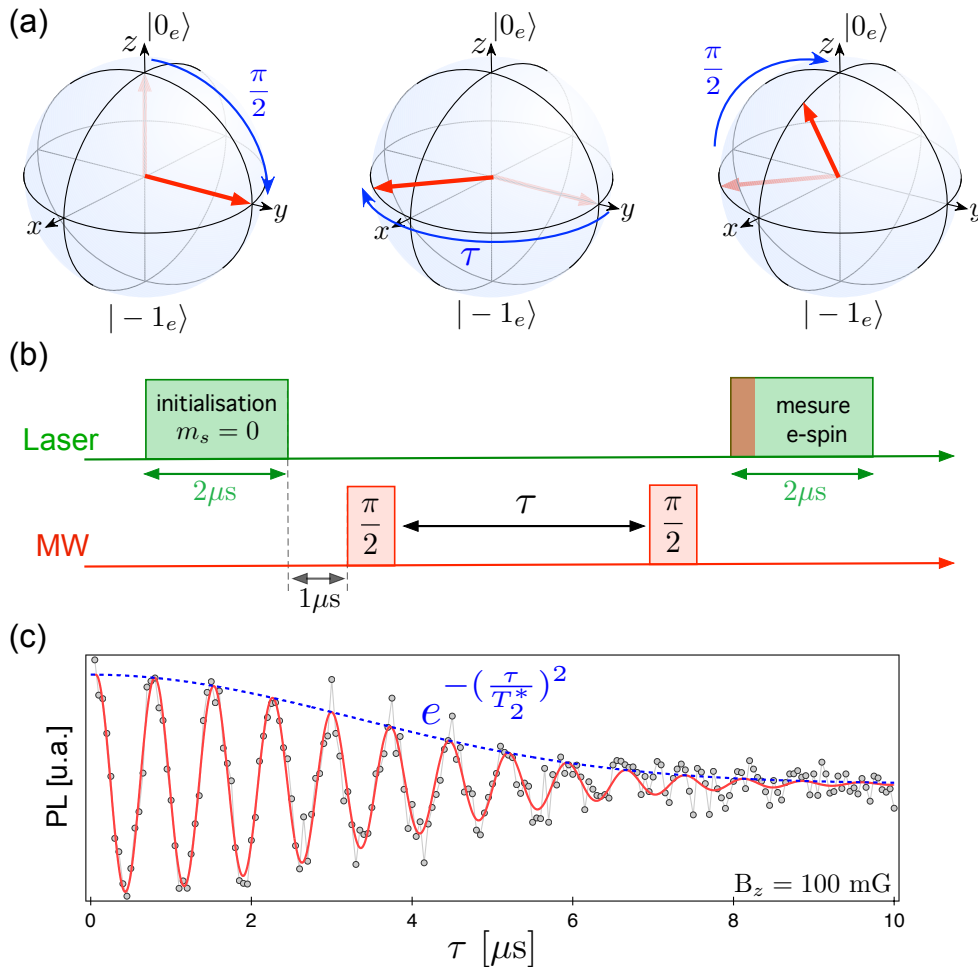 (a)
|0ₑ⟩ |0ₑ⟩ |0ₑ⟩
z z z
π/2 π/2
y y y
x x x
τ
|−1ₑ⟩ |−1ₑ⟩ |−1ₑ⟩
(b)
initialisation
mₛ = 0
mesure
e-spin
Laser
2μs 2μs
π/2 τ π/2
MW
1μs
(c)
e^{−(τ/T₂*)²}
PL [u.a.]
B_z = 100 mG
0 2 4 6 8 10
τ [μs]